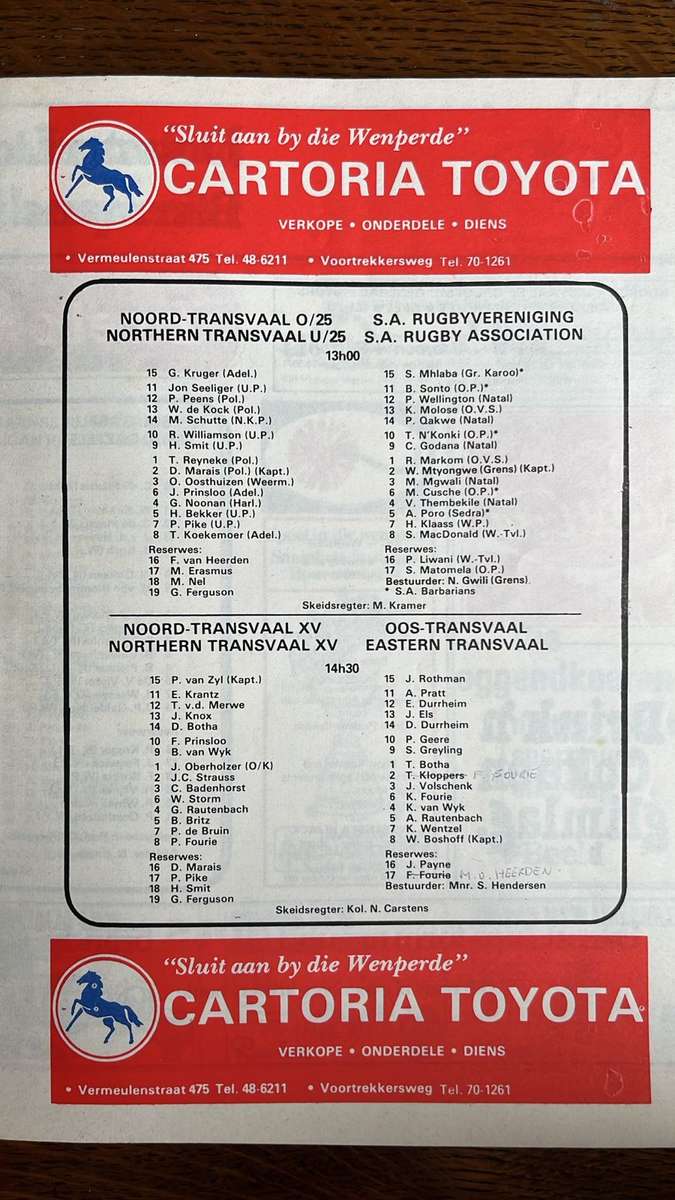 "Sluit aan by die Wenperde"
CARTORIA TOYOTA
VERKOPE • ONDERDELE • DIENS
• Vermeulenstraat 475 Tel. 48-6211 • Voortrekkersweg Tel. 70-1261
NOORD-TRANSVAAL O/25
NORTHERN TRANSVAAL U/25
S.A. RUGBYVERENIGING
S.A. RUGBY ASSOCIATION
13h00
15 G. Kruger (Adel.)
11 Jon Seeliger (U.P.)
12 P. Peens (Pol.)
13 W. de Kock (Pol.)
14 M. Schutte (N.K.P.)
10 R. Williamson (U.P.)
9 H. Smit (U.P.)
1 T. Reyneke (Pol.)
2 D. Marais (Pol.) (Kapt.)
3 O. Oosthuizen (Weerm.)
6 J. Prinsloo (Adel.)
4 G. Noonan (Harl.)
5 H. Bekker (U.P.)
7 P. Pike (U.P.)
8 T. Koekemoer (Adel.)
Reserwes:
16 F. van Heerden
17 M. Erasmus
18 M. Nel
19 G. Ferguson
15 S. Mhlaba (Gr. Karoo)*
11 B. Sonto (O.P.)*
12 P. Wellington (Natal)
13 K. Molose (O.V.S.)
14 P. Qakwe (Natal)
10 T. N'Konki (O.P.)*
9 C. Godana (Natal)
1 R. Markom (O.V.S.)
2 W. Mtyongwe (Grens) (Kapt.)
3 M. Mgwali (Natal)
6 M. Cusche (O.P.)*
4 V. Thembekile (Natal)
5 A. Poro (Sedra)*
7 H. Klaass (W.P.)
8 S. MacDonald (W.-Tvl.)
Reserwes:
16 P. Liwani (W.-Tvl.)
17 S. Matomela (O.P.)
Bestuurder: N. Gwili (Grens)
* S.A. Barbarians
Skeidsregter: M. Kramer
NOORD-TRANSVAAL XV
NORTHERN TRANSVAAL XV
OOS-TRANSVAAL
EASTERN TRANSVAAL
14h30
15 P. van Zyl (Kapt.)
11 E. Krantz
12 T. v.d. Merwe
13 J. Knox
14 D. Botha
10 F. Prinsloo
9 B. van Wyk
1 J. Oberholzer (O/K)
2 J.C. Strauss
3 C. Badenhorst
6 W. Storm
4 G. Rautenbach
5 B. Britz
7 P. de Bruin
8 P. Fourie
Reserwes:
16 D. Marais
17 P. Pike
18 H. Smit
19 G. Ferguson
15 J. Rothman
11 A. Pratt
12 E. Durrheim
13 J. Els
14 D. Durrheim
10 P. Geere
9 S. Greyling
1 T. Botha
2 T. Kloppers F. FOURIE
3 J. Volschenk
6 K. Fourie
4 K. van Wyk
5 A. Rautenbach
7 K. Wentzel
8 W. Boshoff (Kapt.)
Reserwes:
16 J. Payne
17 F. Fourie M.V. HEERDEN
Bestuurder: Mnr. S. Hendersen
Skeidsregter: Kol. N. Carstens
"Sluit aan by die Wenperde"
CARTORIA TOYOTA
VERKOPE • ONDERDELE • DIENS
• Vermeulenstraat 475 Tel. 48-6211 • Voortrekkersweg Tel. 70-1261